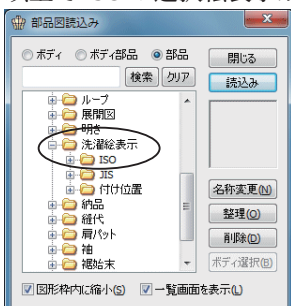 部品図読込み
ボディ ボディ部品 部品
検索 クリア
閉じる
読込み
ループ
展開図
明き
洗濯絵表示
ISO
JIS
付け位置
納品
縫代
肩パット
袖
裾始末
名称変更(N)
整理(O)
削除(D)
ボディ選択(B)
図形枠内に縮小(S) 一覧画面を表示(L)